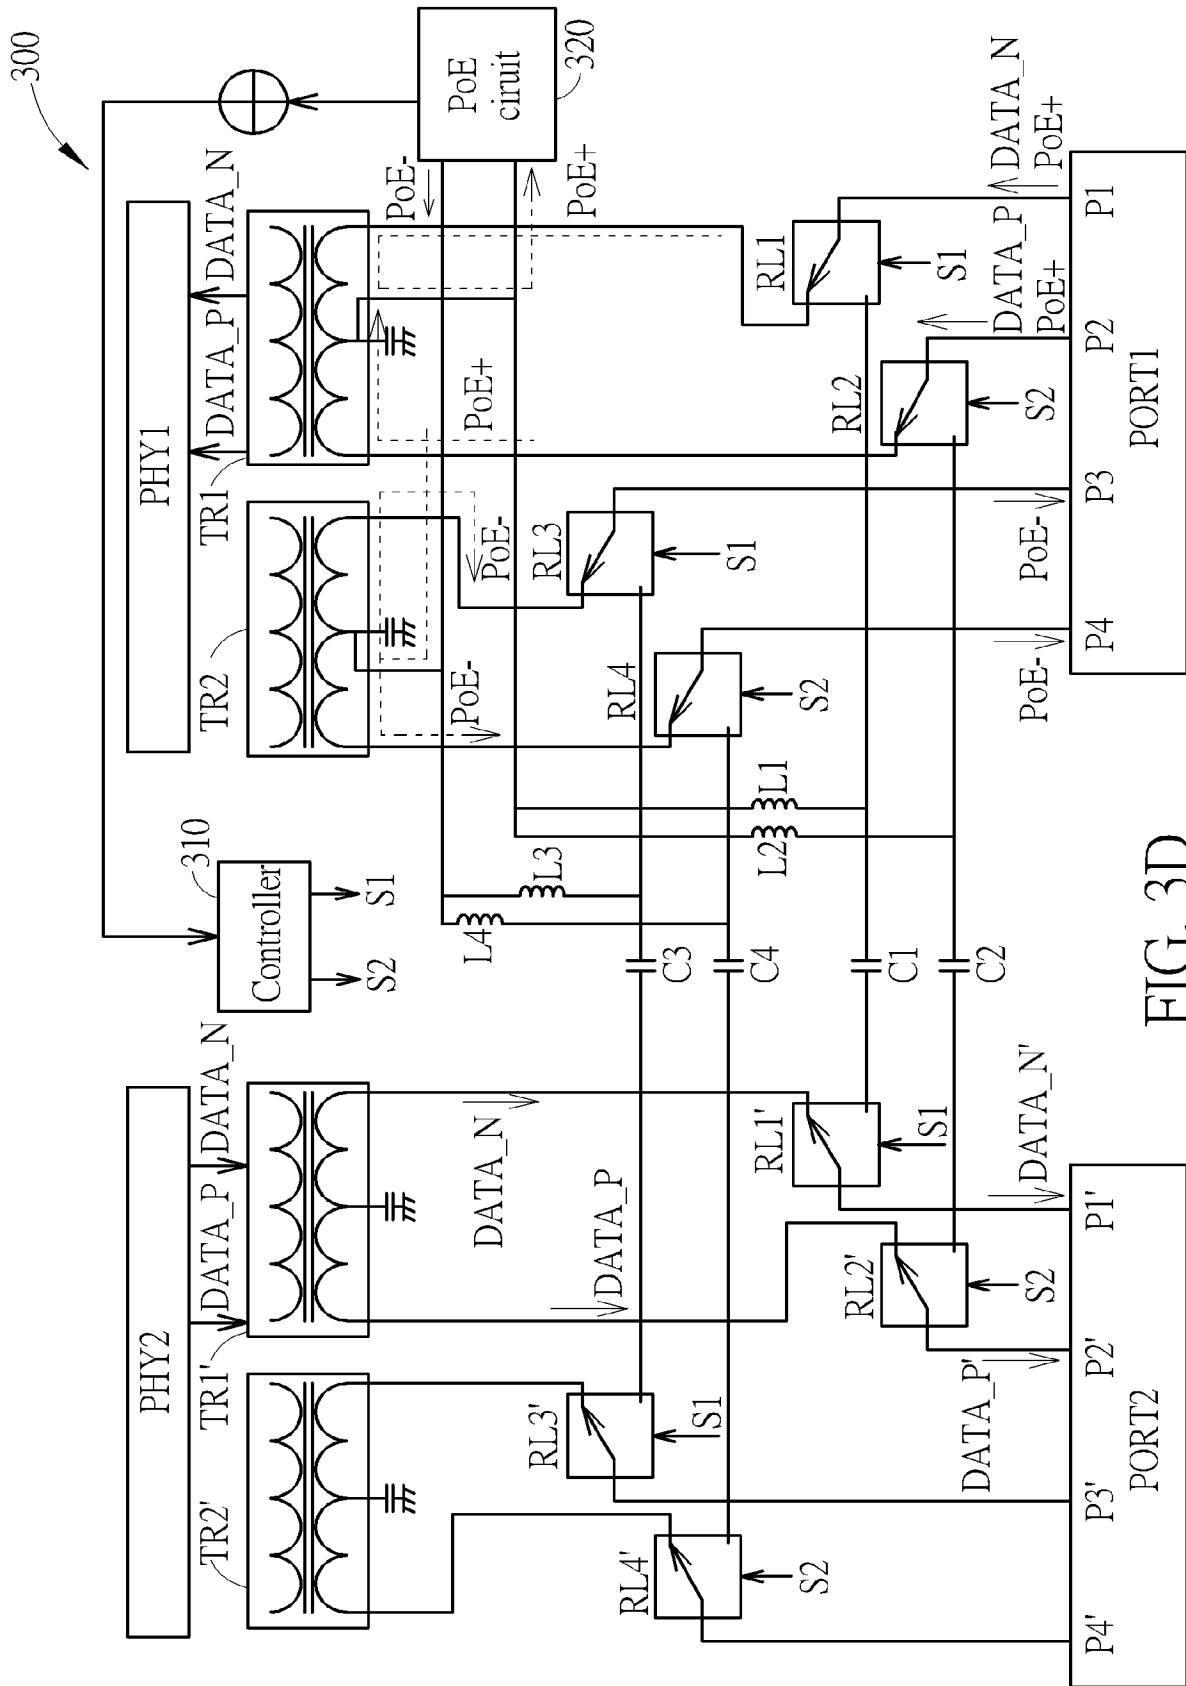 300
PHY2
PHY1
DATA_P
DATA_N
DATA_P
DATA_N
TR2'
TR1'
Controller
310
S2
S1
TR2
TR1
PoE
ciruit
320
PoE-
PoE+
PoE+
PoE-
PoE-
DATA_N
DATA_P
L4
L3
L2
L1
C3
C4
C1
C2
RL4'
S2
RL3'
S1
RL2'
S2
RL1'
S1
RL4
S2
RL3
S1
RL2
S2
RL1
S1
DATA_P'
DATA_N'
PoE-
PoE-
DATA_P
PoE+
DATA_N
PoE+
P4'
P3'
P2'
P1'
PORT2
P4
P3
P2
P1
PORT1
FIG. 3D